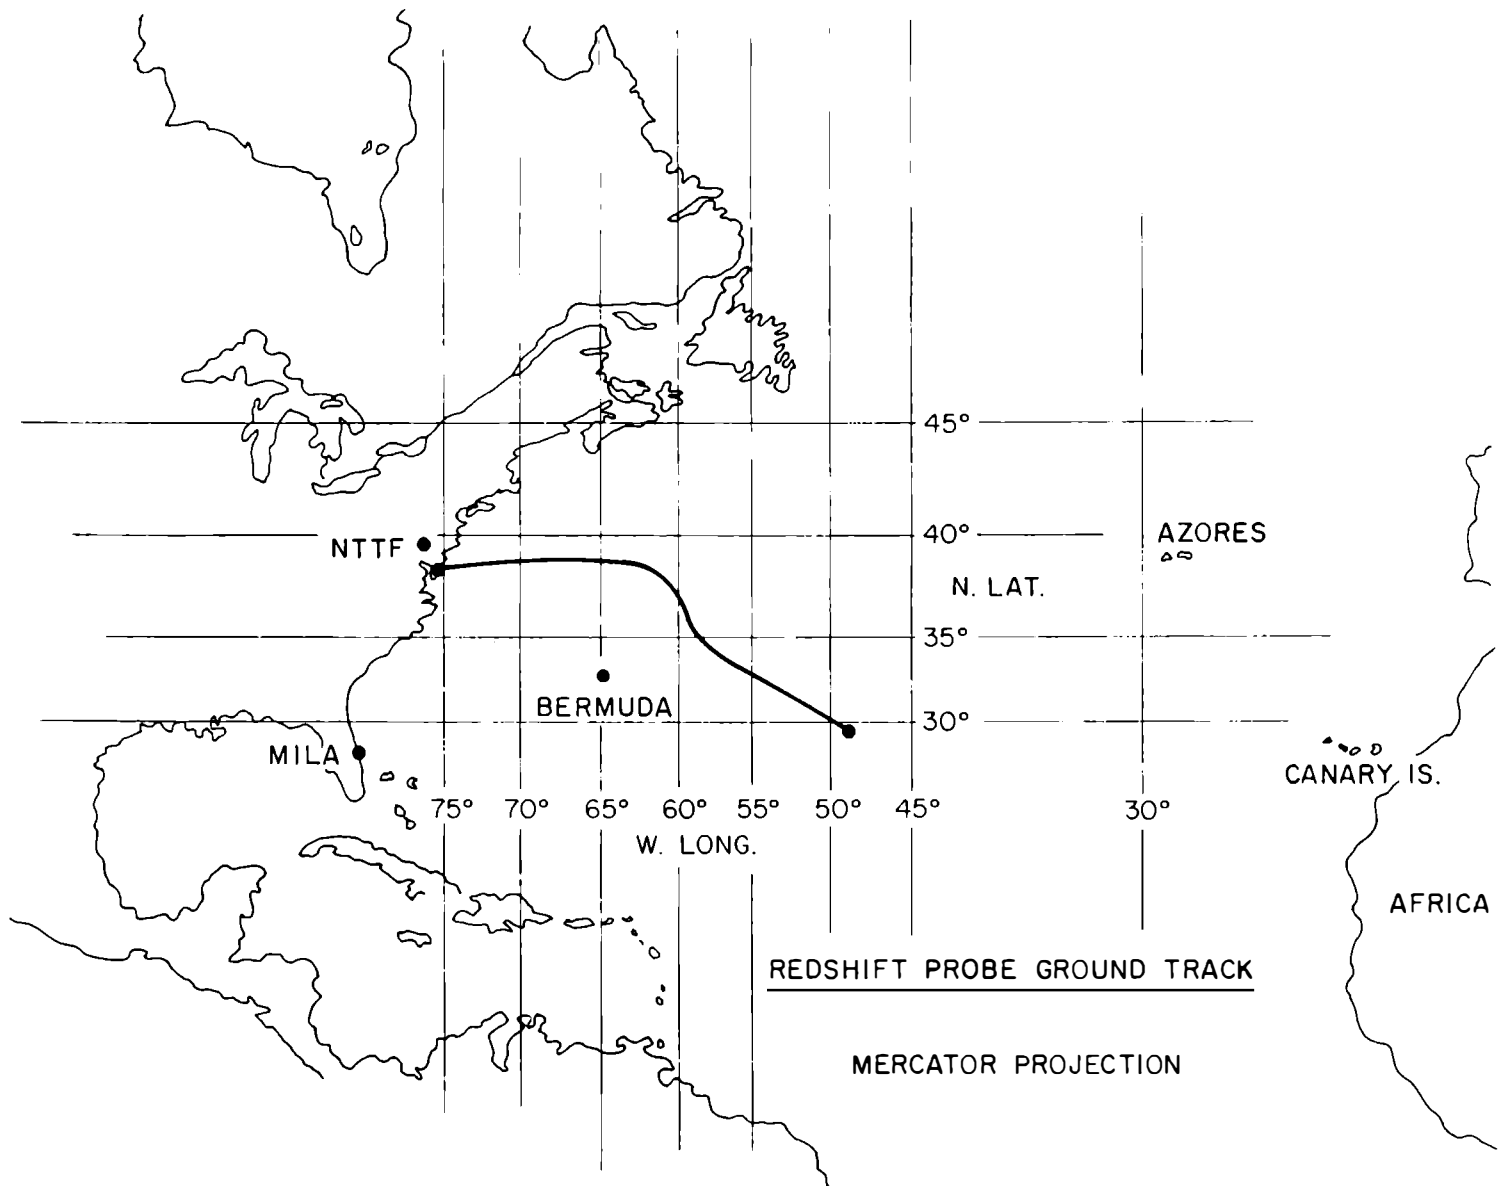 45°
NTTF
40°
AZORES
N. LAT.
35°
BERMUDA
30°
MILA
CANARY IS.
75° 70° 65° 60° 55° 50° 45° 30°
W. LONG.
AFRICA
REDSHIFT PROBE GROUND TRACK
MERCATOR PROJECTION